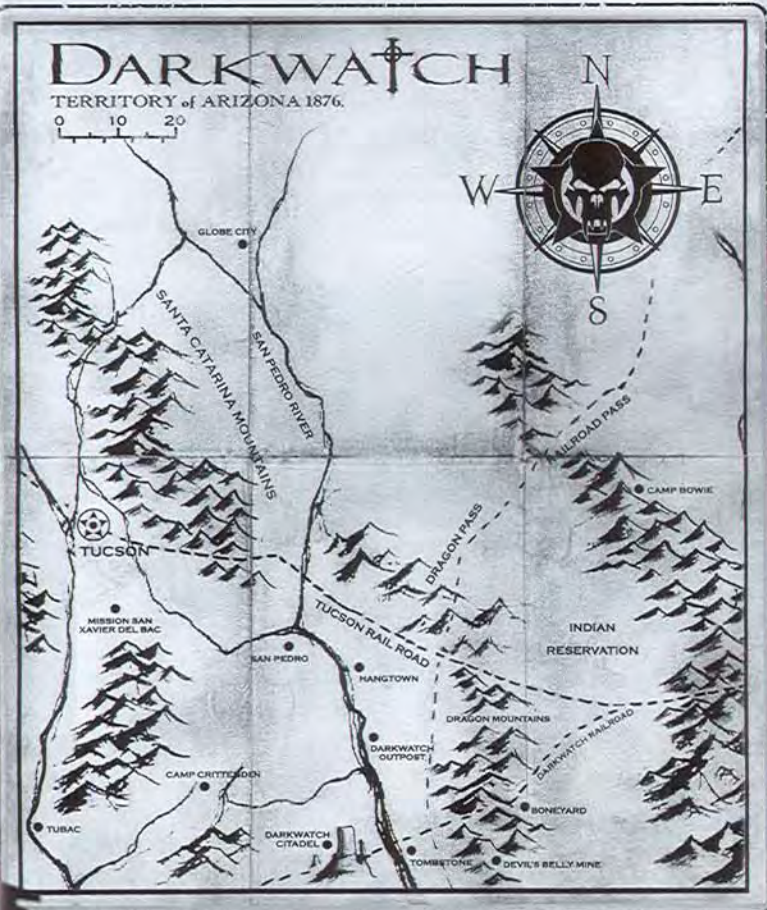 DARKWATCH
TERRITORY of ARIZONA 1876.
0 10 20
N
W E
S
GLOBE CITY
SANTA CATARINA MOUNTAINS
SAN PEDRO RIVER
RAILROAD PASS
CAMP BOWIE
DRAGON PASS
TUCSON
MISSION SAN
XAVIER DEL BAC
TUCSON RAIL ROAD
INDIAN
RESERVATION
SAN PEDRO
HANGTOWN
DRAGON MOUNTAINS
DARKWATCH
OUTPOST
DARKWATCH RAILROAD
CAMP CRITTENDEN
BONEYARD
TUBAC
DARKWATCH
CITADEL
TOMBSTONE
DEVIL'S BELLY MINE